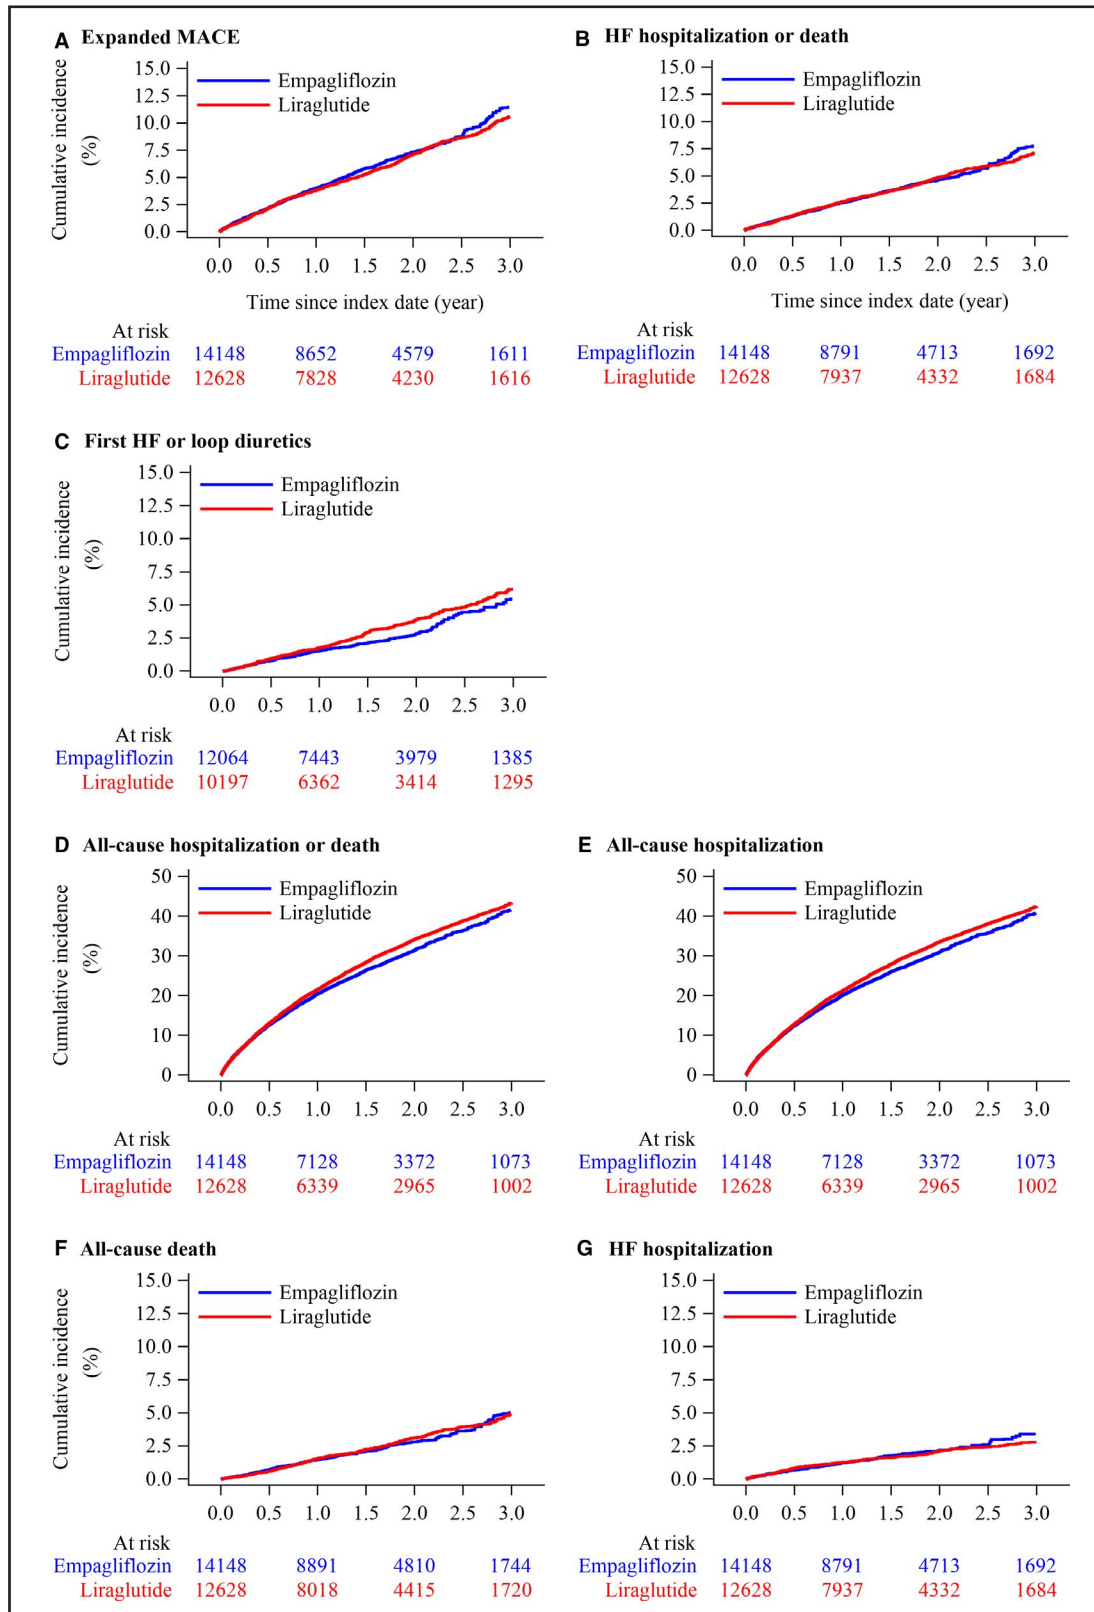 A Expanded MACE
Cumulative incidence
(%)
15.0
12.5
10.0
7.5
5.0
2.5
0.0
Empagliflozin
Liraglutide
0.0 0.5 1.0 1.5 2.0 2.5 3.0
Time since index date (year)
At risk
Empagliflozin 14148 8652 4579 1611
Liraglutide 12628 7828 4230 1616
B HF hospitalization or death
15.0
12.5
10.0
7.5
5.0
2.5
0.0
Empagliflozin
Liraglutide
0.0 0.5 1.0 1.5 2.0 2.5 3.0
Time since index date (year)
At risk
Empagliflozin 14148 8791 4713 1692
Liraglutide 12628 7937 4332 1684
C First HF or loop diuretics
Cumulative incidence
(%)
15.0
12.5
10.0
7.5
5.0
2.5
0.0
Empagliflozin
Liraglutide
0.0 0.5 1.0 1.5 2.0 2.5 3.0
At risk
Empagliflozin 12064 7443 3979 1385
Liraglutide 10197 6362 3414 1295
D All-cause hospitalization or death
Cumulative incidence
(%)
50
40
30
20
10
0
Empagliflozin
Liraglutide
0.0 0.5 1.0 1.5 2.0 2.5 3.0
At risk
Empagliflozin 14148 7128 3372 1073
Liraglutide 12628 6339 2965 1002
E All-cause hospitalization
50
40
30
20
10
0
Empagliflozin
Liraglutide
0.0 0.5 1.0 1.5 2.0 2.5 3.0
At risk
Empagliflozin 14148 7128 3372 1073
Liraglutide 12628 6339 2965 1002
F All-cause death
Cumulative incidence
(%)
15.0
12.5
10.0
7.5
5.0
2.5
0.0
Empagliflozin
Liraglutide
0.0 0.5 1.0 1.5 2.0 2.5 3.0
At risk
Empagliflozin 14148 8891 4810 1744
Liraglutide 12628 8018 4415 1720
G HF hospitalization
15.0
12.5
10.0
7.5
5.0
2.5
0.0
Empagliflozin
Liraglutide
0.0 0.5 1.0 1.5 2.0 2.5 3.0
At risk
Empagliflozin 14148 8791 4713 1692
Liraglutide 12628 7937 4332 1684